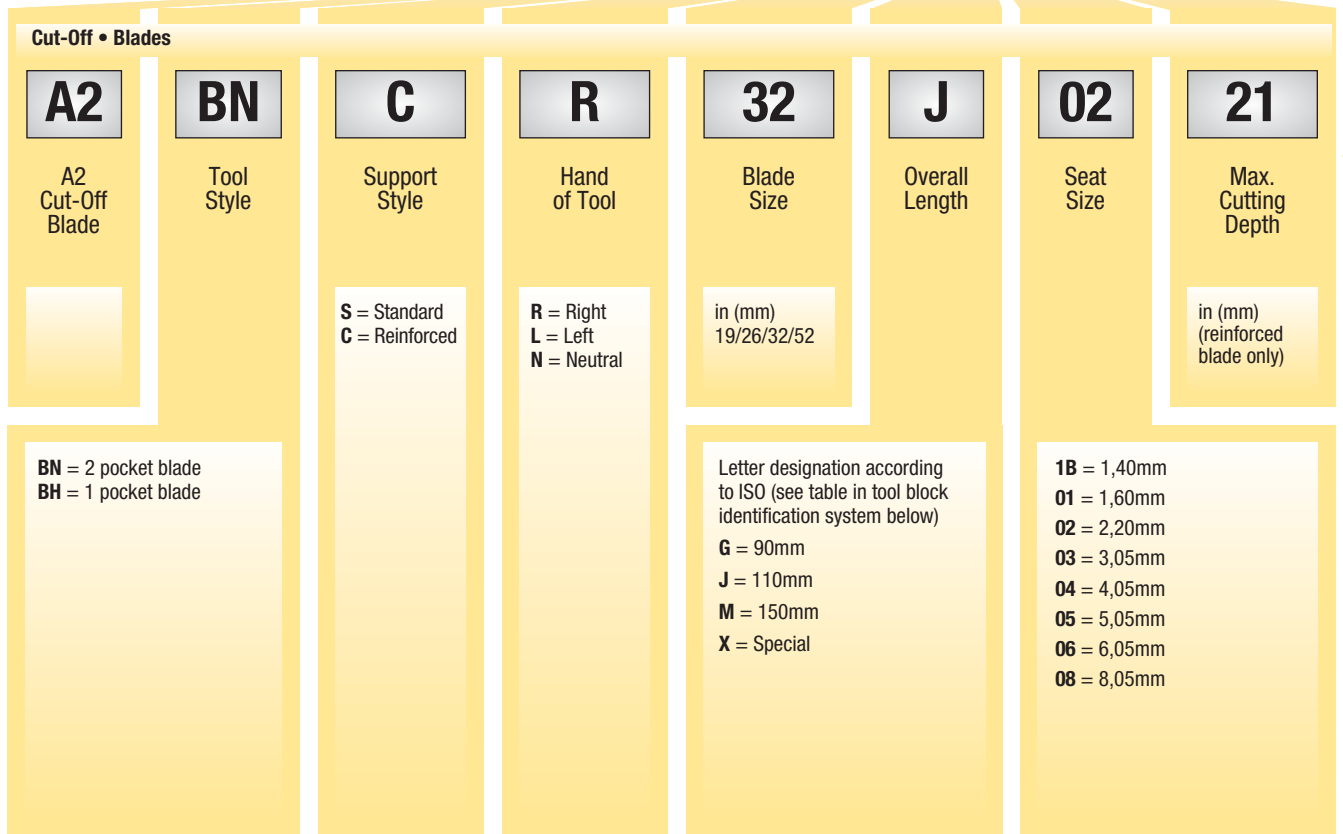 Cut-Off • Blades
A2
BN
C
R
32
J
02
21
A2
Cut-Off
Blade
Tool
Style
Support
Style
Hand
of Tool
Blade
Size
Overall
Length
Seat
Size
Max.
Cutting
Depth
S = Standard
C = Reinforced
R = Right
L = Left
N = Neutral
in (mm)
19/26/32/52
in (mm)
(reinforced
blade only)
BN = 2 pocket blade
BH = 1 pocket blade
Letter designation according
to ISO (see table in tool block
identification system below)
G = 90mm
J = 110mm
M = 150mm
X = Special
1B = 1,40mm
01 = 1,60mm
02 = 2,20mm
03 = 3,05mm
04 = 4,05mm
05 = 5,05mm
06 = 6,05mm
08 = 8,05mm